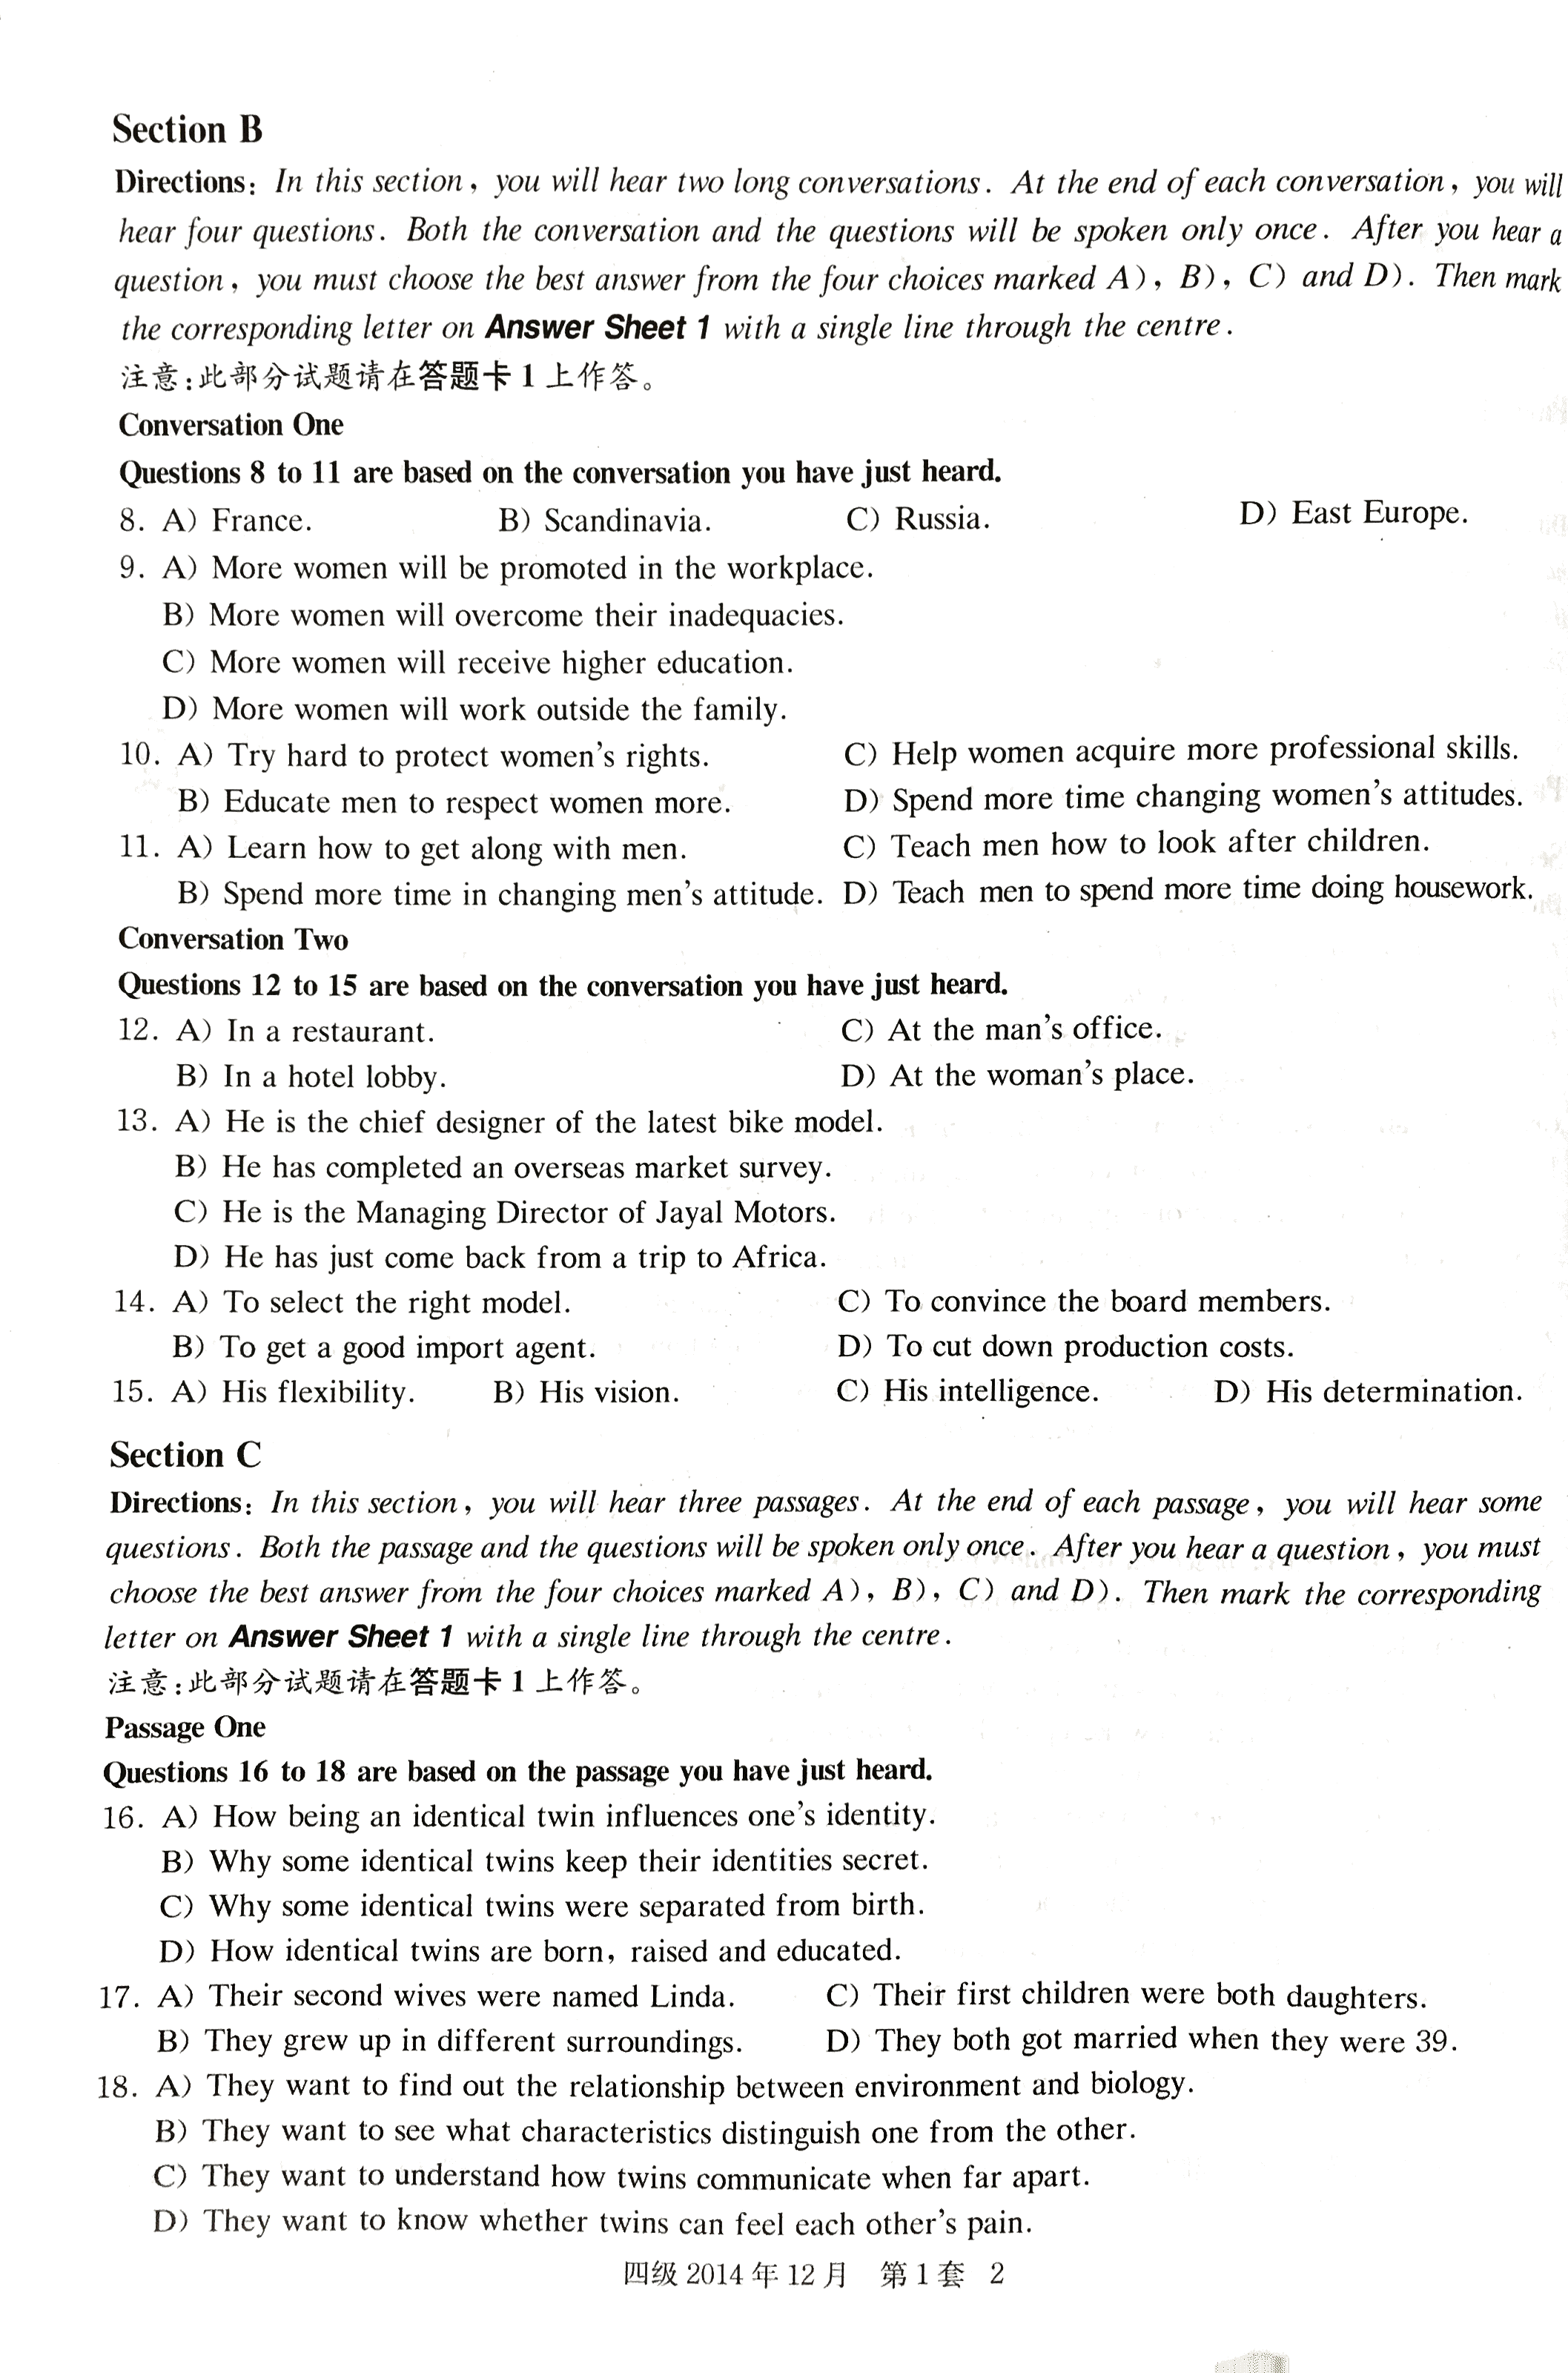 Section B
Directions: In this section, you will hear two long conversations. At the end of each conversation, you will
hear four questions. Both the conversation and the questions will be spoken only once. After you hear a
question, you must choose the best answer from the four choices marked A), B), C) and D). Then mark
the corresponding letter on Answer Sheet 1 with a single line through the centre.
注意:此部分试题请在答题卡1上作答。
Conversation One
Questions 8 to 11 are based on the conversation you have just heard.
8. A) France. B) Scandinavia. C) Russia. D) East Europe.
9. A) More women will be promoted in the workplace.
B) More women will overcome their inadequacies.
C) More women will receive higher education.
D) More women will work outside the family.
10. A) Try hard to protect women's rights. C) Help women acquire more professional skills.
B) Educate men to respect women more. D) Spend more time changing women's attitudes.
11. A) Learn how to get along with men. C) Teach men how to look after children.
B) Spend more time in changing men's attitude. D) Teach men to spend more time doing housework.
Conversation Two
Questions 12 to 15 are based on the conversation you have just heard.
12. A) In a restaurant. C) At the man's office.
B) In a hotel lobby. D) At the woman's place.
13. A) He is the chief designer of the latest bike model.
B) He has completed an overseas market survey.
C) He is the Managing Director of Jayal Motors.
D) He has just come back from a trip to Africa.
14. A) To select the right model. C) To convince the board members.
B) To get a good import agent. D) To cut down production costs.
15. A) His flexibility. B) His vision. C) His intelligence. D) His determination.
Section C
Directions: In this section, you will hear three passages. At the end of each passage, you will hear some
questions. Both the passage and the questions will be spoken only once. After you hear a question, you must
choose the best answer from the four choices marked A), B), C) and D). Then mark the corresponding
letter on Answer Sheet 1 with a single line through the centre.
注意:此部分试题请在答题卡1上作答。
Passage One
Questions 16 to 18 are based on the passage you have just heard.
16. A) How being an identical twin influences one's identity.
B) Why some identical twins keep their identities secret.
C) Why some identical twins were separated from birth.
D) How identical twins are born, raised and educated.
17. A) Their second wives were named Linda. C) Their first children were both daughters.
B) They grew up in different surroundings. D) They both got married when they were 39.
18. A) They want to find out the relationship between environment and biology.
B) They want to see what characteristics distinguish one from the other.
C) They want to understand how twins communicate when far apart.
D) They want to know whether twins can feel each other's pain.
四级 2014年12月 第1套 2